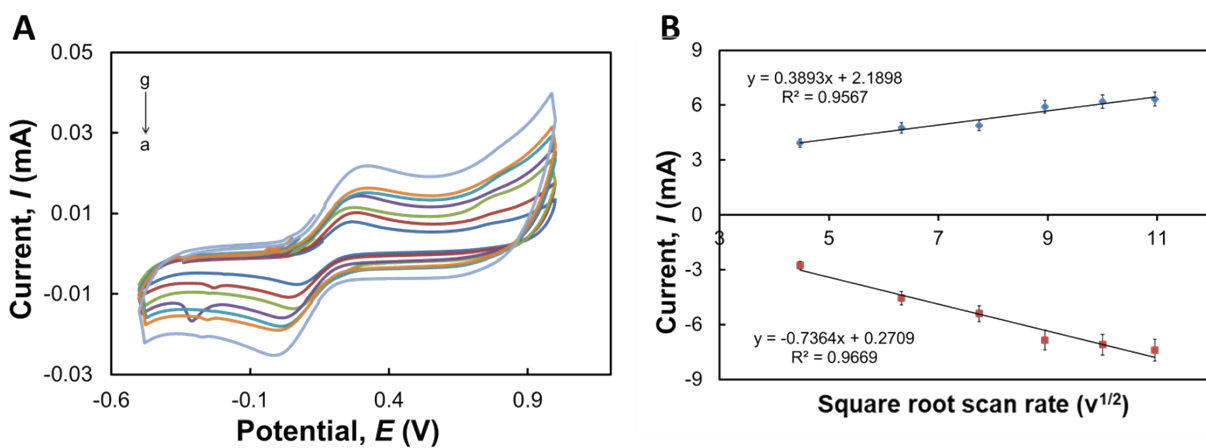 A
0.05
0.03
0.01
-0.01
-0.03
-0.6
-0.1
0.4
0.9
g
a
Current, I (mA)
Potential, E (V)
B
9
6
3
0
-3
-6
-9
3
5
7
9
11
y = 0.3893x + 2.1898
R² = 0.9567
y = -0.7364x + 0.2709
R² = 0.9669
Current, I (mA)
Square root scan rate (v^1/2)